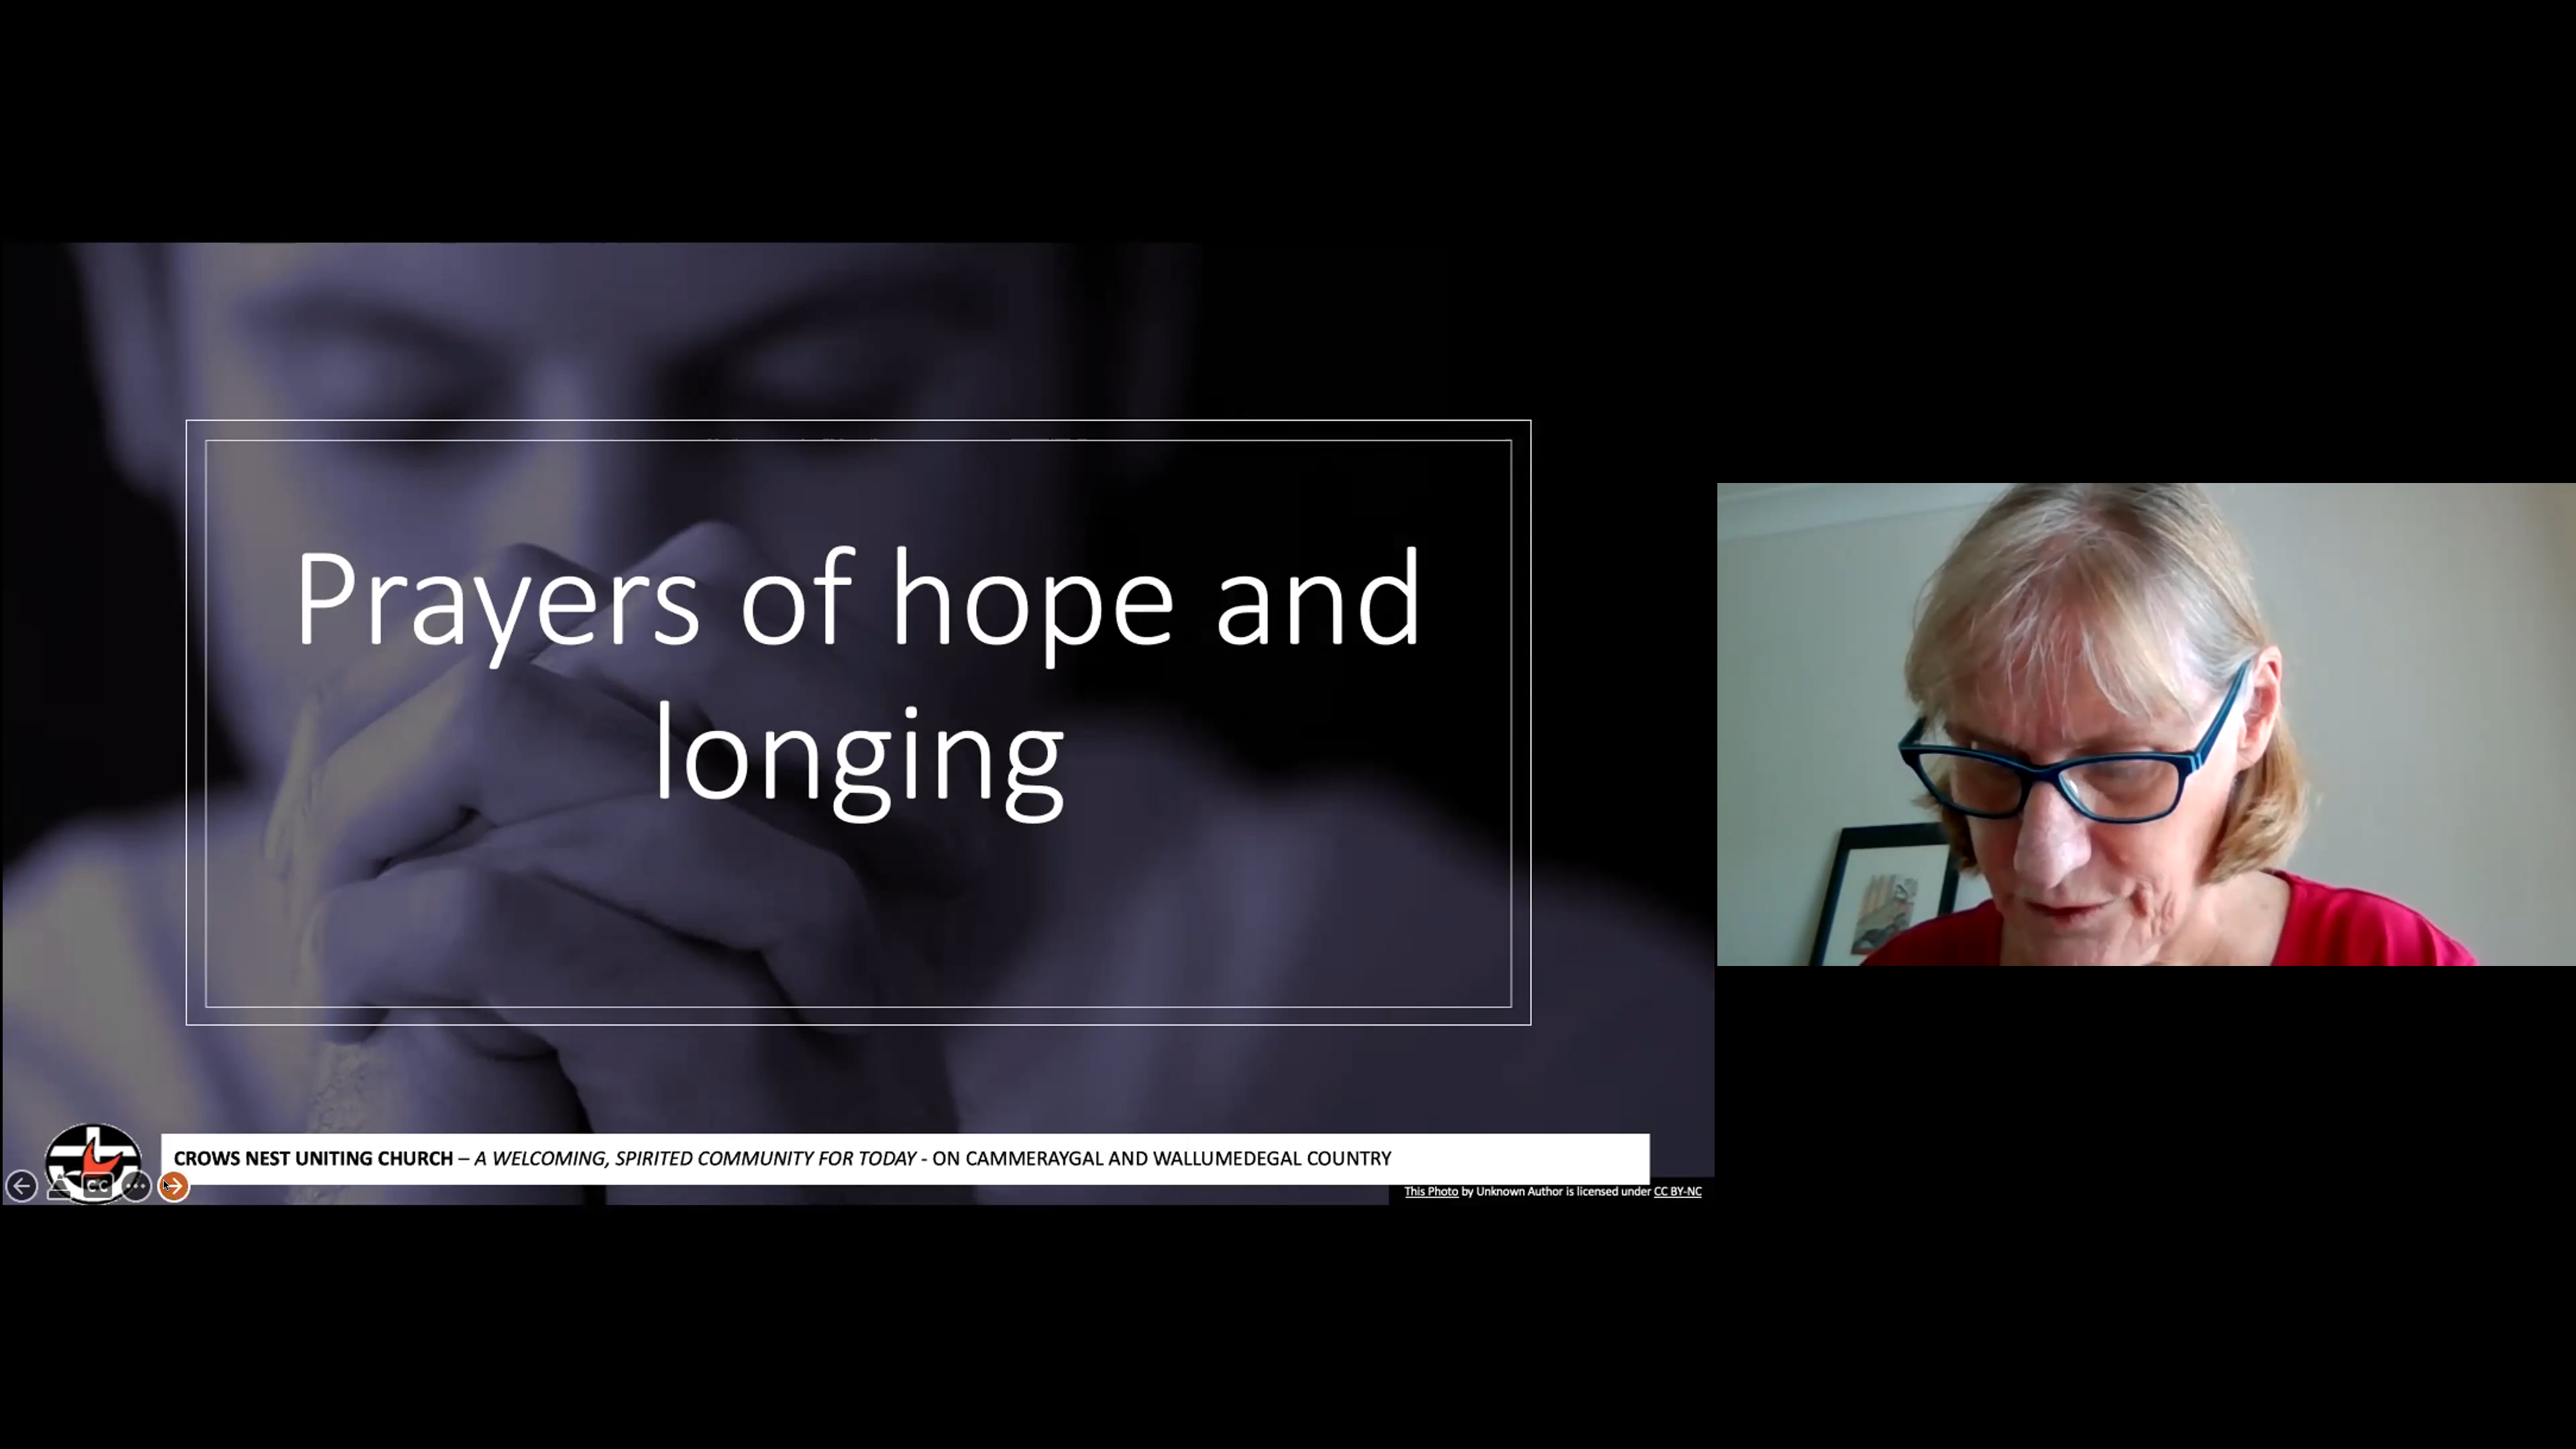 Prayers of hope and
longing
CROWS NEST UNITING CHURCH – A WELCOMING, SPIRITED COMMUNITY FOR TODAY - ON CAMMERAYGAL AND WALLUMEDEGAL COUNTRY
CC
This Photo by Unknown Author is licensed under CC BY-NC